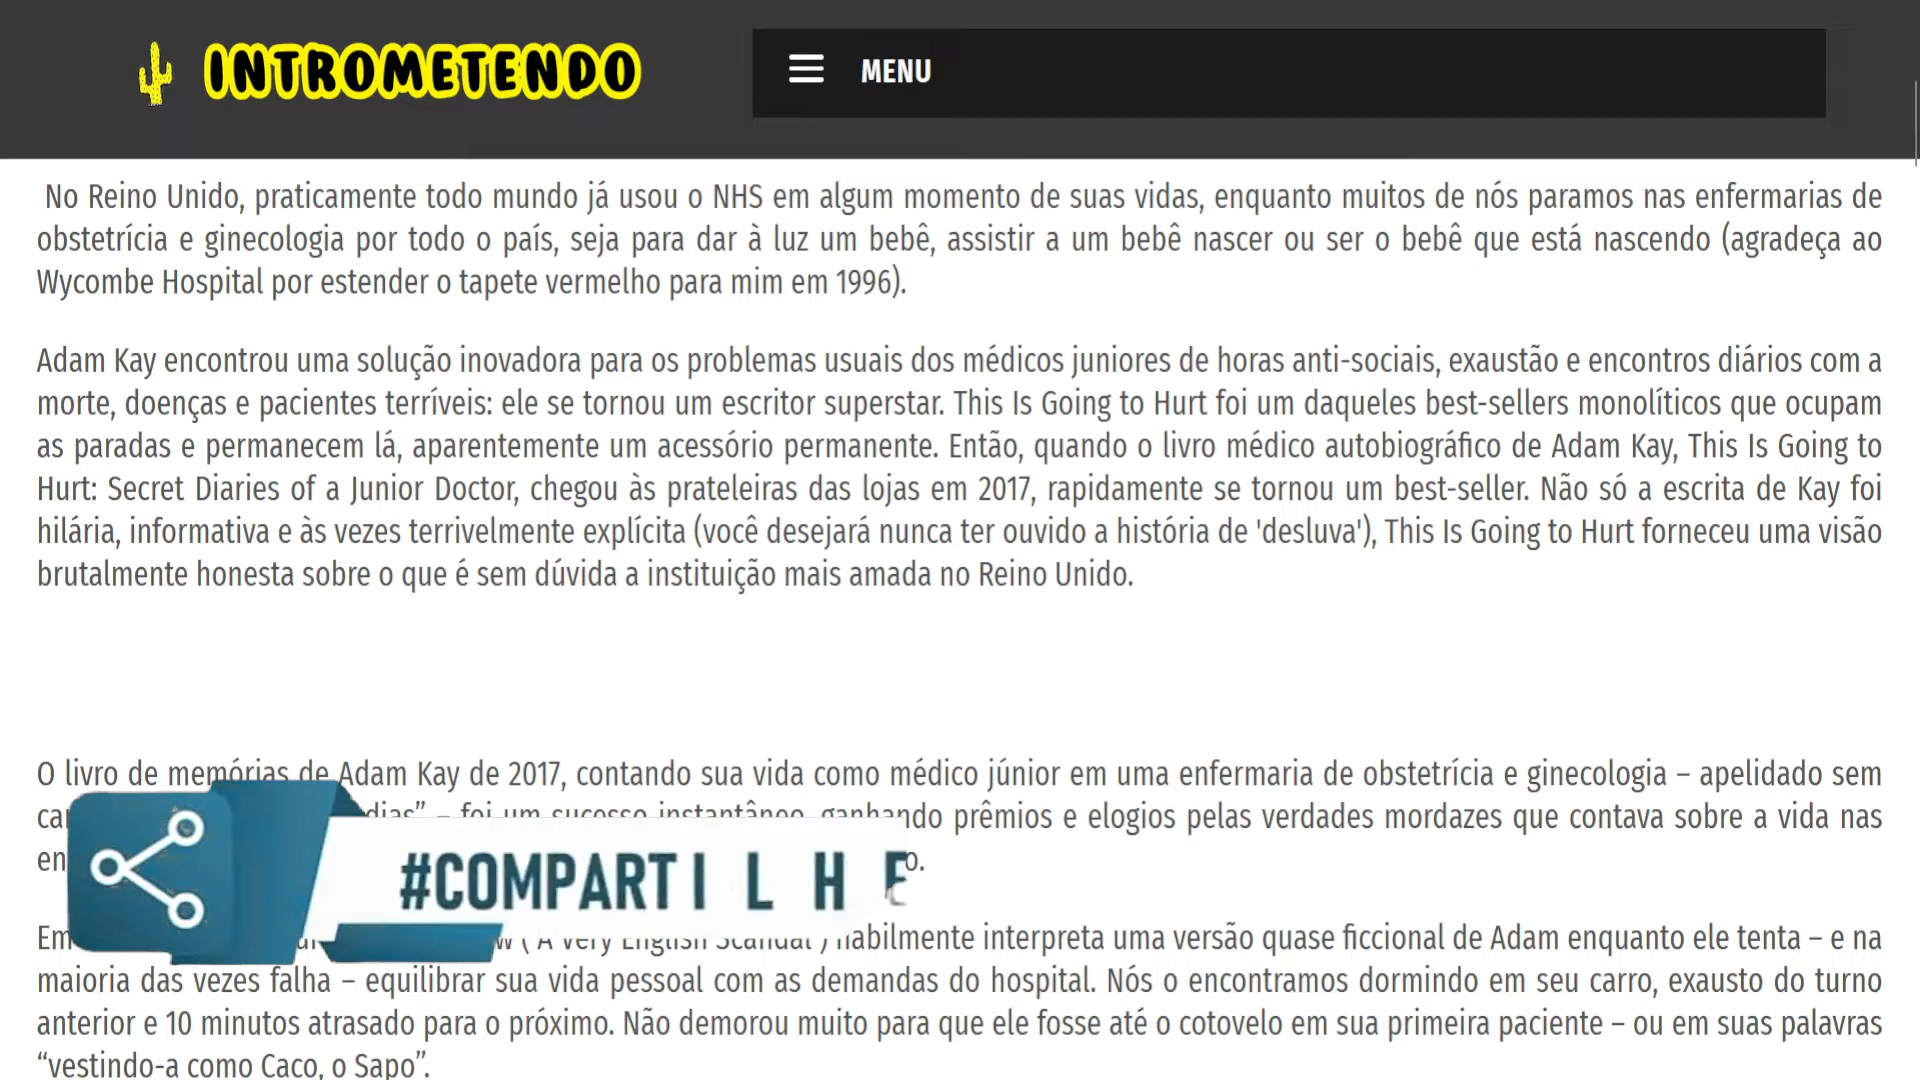 INTROMETENDO
MENU
No Reino Unido, praticamente todo mundo já usou o NHS em algum momento de suas vidas, enquanto muitos de nós paramos nas enfermarias de
obstetrícia e ginecologia por todo o país, seja para dar à luz um bebê, assistir a um bebê nascer ou ser o bebê que está nascendo (agradeça ao
Wycombe Hospital por estender o tapete vermelho para mim em 1996).
Adam Kay encontrou uma solução inovadora para os problemas usuais dos médicos juniores de horas anti-sociais, exaustão e encontros diários com a
morte, doenças e pacientes terríveis: ele se tornou um escritor superstar. This Is Going to Hurt foi um daqueles best-sellers monolíticos que ocupam
as paradas e permanecem lá, aparentemente um acessório permanente. Então, quando o livro médico autobiográfico de Adam Kay, This Is Going to
Hurt: Secret Diaries of a Junior Doctor, chegou às prateleiras das lojas em 2017, rapidamente se tornou um best-seller. Não só a escrita de Kay foi
hilária, informativa e às vezes terrivelmente explícita (você desejará nunca ter ouvido a história de 'desluva'), This Is Going to Hurt forneceu uma visão
brutalmente honesta sobre o que é sem dúvida a instituição mais amada no Reino Unido.
O livro de memórias de Adam Kay de 2017, contando sua vida como médico júnior em uma enfermaria de obstetrícia e ginecologia – apelidado sem
dias” – foi um sucesso instantâneo, ganhando prêmios e elogios pelas verdades mordazes que contava sobre a vida nas
#COMPARTILHE
('A Very English Scandal') habilmente interpreta uma versão quase ficcional de Adam enquanto ele tenta – e na
maioria das vezes falha – equilibrar sua vida pessoal com as demandas do hospital. Nós o encontramos dormindo em seu carro, exausto do turno
anterior e 10 minutos atrasado para o próximo. Não demorou muito para que ele fosse até o cotovelo em sua primeira paciente – ou em suas palavras
“vestindo-a como Caco, o Sapo”.